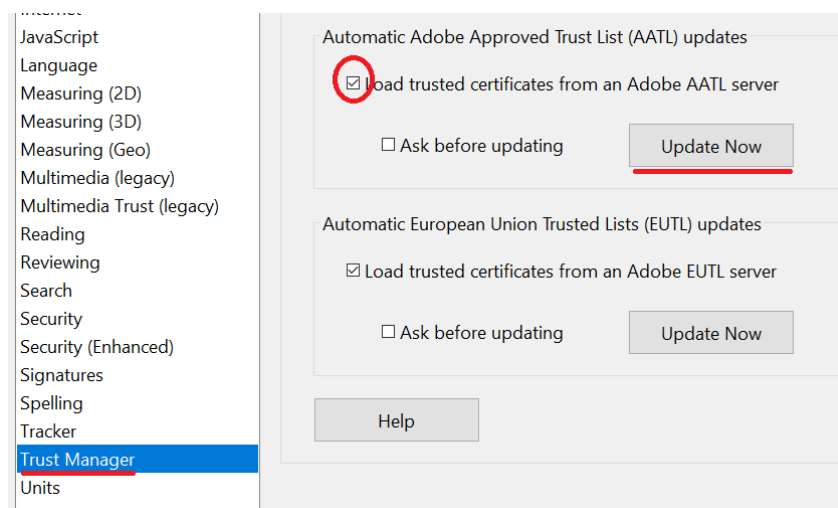 Internet
JavaScript
Language
Measuring (2D)
Measuring (3D)
Measuring (Geo)
Multimedia (legacy)
Multimedia Trust (legacy)
Reading
Reviewing
Search
Security
Security (Enhanced)
Signatures
Spelling
Tracker
Trust Manager
Units
Automatic Adobe Approved Trust List (AATL) updates
Load trusted certificates from an Adobe AATL server
Ask before updating
Update Now
Automatic European Union Trusted Lists (EUTL) updates
Load trusted certificates from an Adobe EUTL server
Ask before updating
Update Now
Help